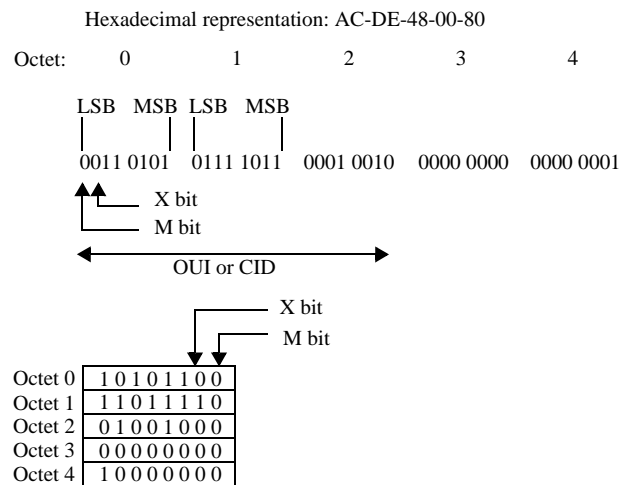 Hexadecimal representation: AC-DE-48-00-80
Octet: 0 1 2 3 4
LSB MSB LSB MSB
0011 0101 0111 1011 0001 0010 0000 0000 0000 0001
X bit
M bit
OUI or CID
X bit
M bit
Octet 0 1 0 1 0 1 1 0 0
Octet 1 1 1 0 1 1 1 1 0
Octet 2 0 1 0 0 1 0 0 0
Octet 3 0 0 0 0 0 0 0 0
Octet 4 1 0 0 0 0 0 0 0